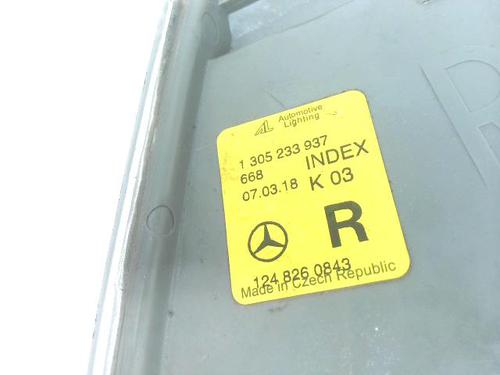 AL Automotive
Lighting
1 305 233 937
668 INDEX
07.03.18 K 03
R
124 826 0843
Made in Czech Republic
R